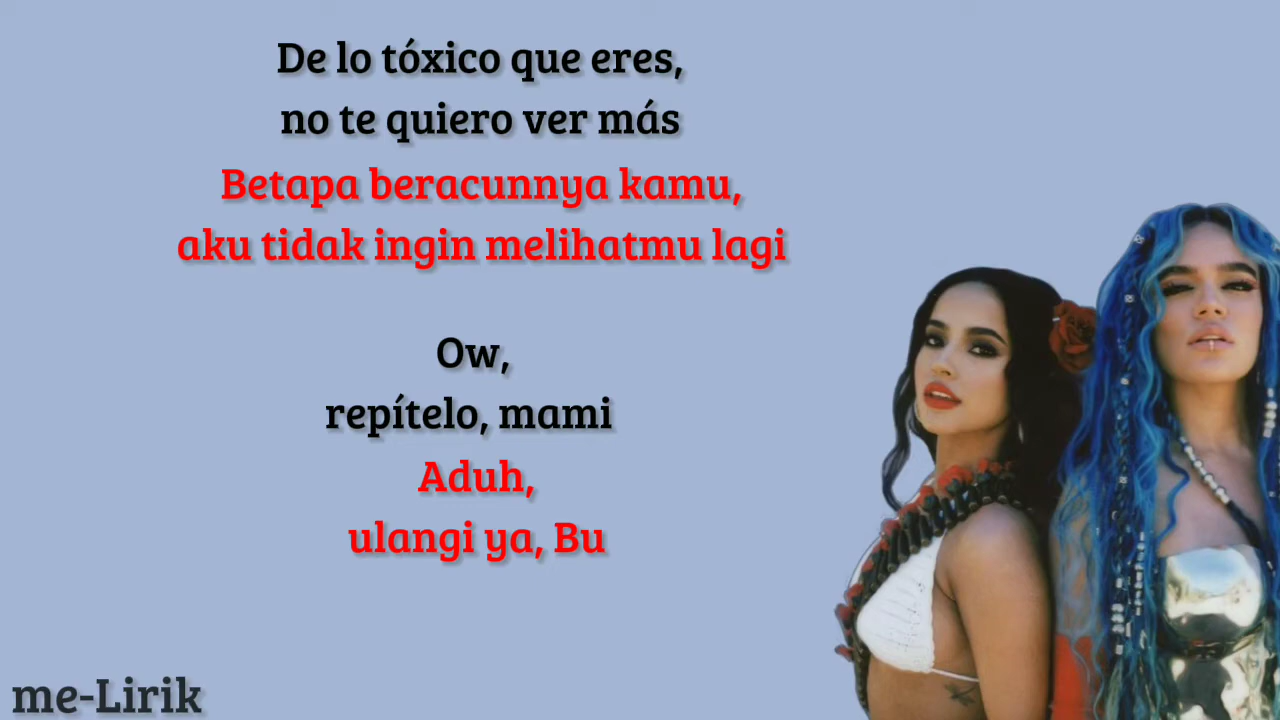 De lo tóxico que eres,
no te quiero ver más
Betapa beracunnya kamu,
aku tidak ingin melihatmu lagi
Ow,
repítelo, mami
Aduh,
ulangi ya, Bu
me-Lirik